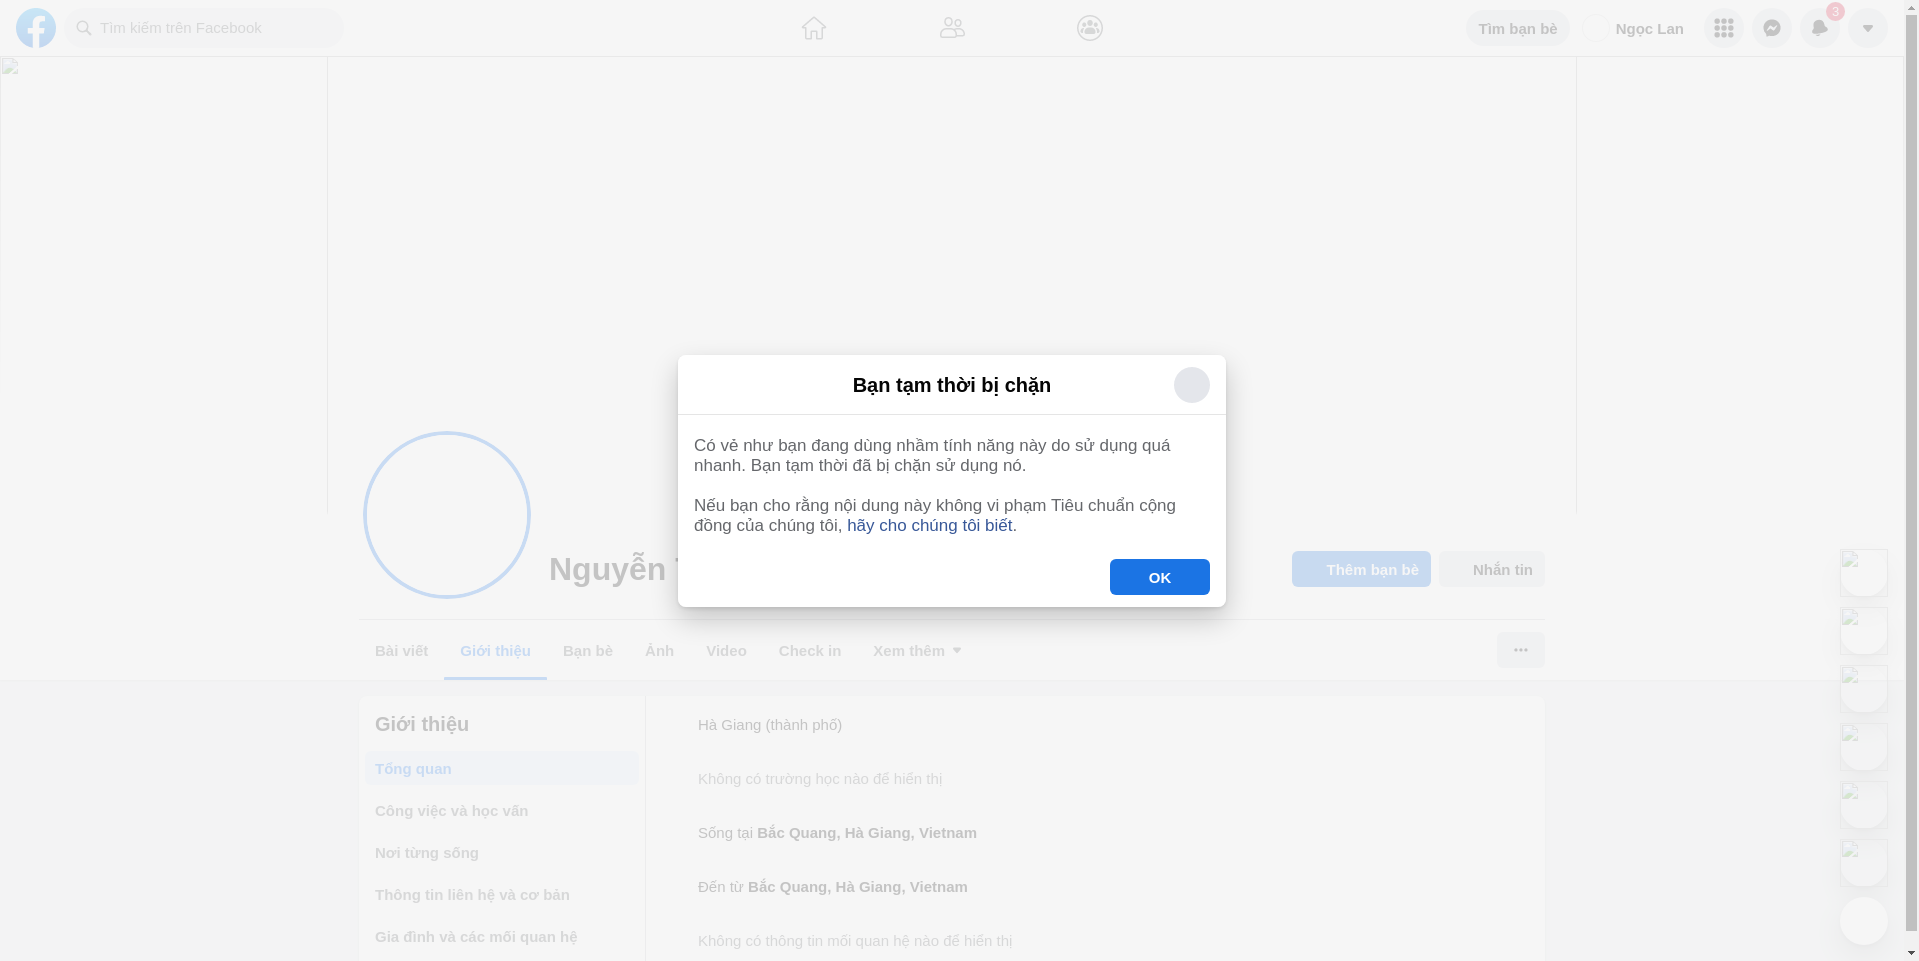 Tìm kiếm trên Facebook
Tìm bạn bè
Ngọc Lan
3
Bạn tạm thời bị chặn
Có vẻ như bạn đang dùng nhầm tính năng này do sử dụng quá
nhanh. Bạn tạm thời đã bị chặn sử dụng nó.
Nếu bạn cho rằng nội dung này không vi phạm Tiêu chuẩn cộng
đồng của chúng tôi, hãy cho chúng tôi biết.
OK
Nguyễn
Thêm bạn bè
Nhắn tin
Bài viết
Giới thiệu
Bạn bè
Ảnh
Video
Check in
Xem thêm
Giới thiệu
Tổng quan
Công việc và học vấn
Nơi từng sống
Thông tin liên hệ và cơ bản
Gia đình và các mối quan hệ
Hà Giang (thành phố)
Không có trường học nào để hiển thị
Sống tại Bắc Quang, Hà Giang, Vietnam
Đến từ Bắc Quang, Hà Giang, Vietnam
Không có thông tin mối quan hệ nào để hiển thị